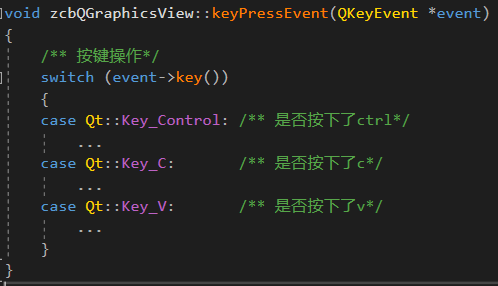 void zcbQGraphicsView::keyPressEvent(QKeyEvent *event)
{
/** 按键操作*/
switch (event->key())
{
case Qt::Key_Control: /** 是否按下了ctrl*/
...
case Qt::Key_C: /** 是否按下了c*/
...
case Qt::Key_V: /** 是否按下了v*/
...
}
}